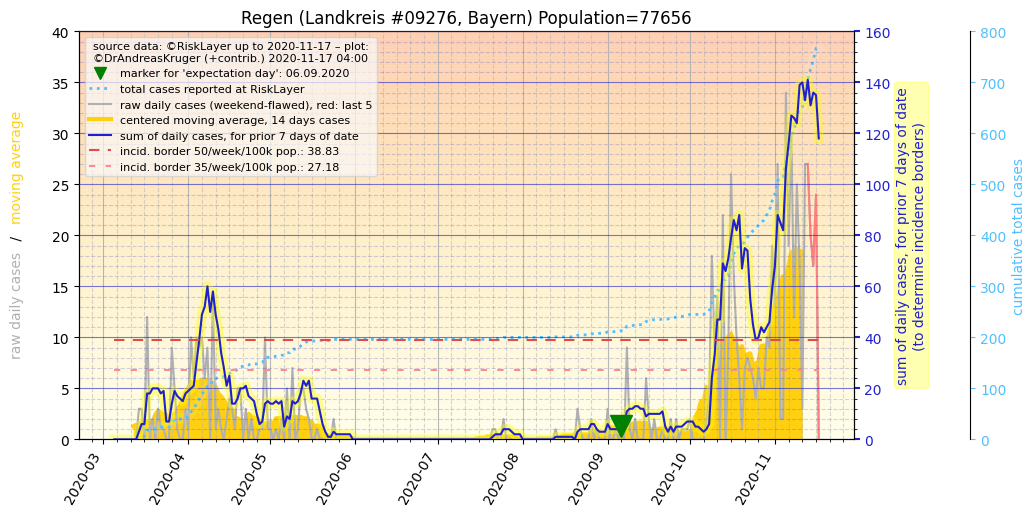 Regen (Landkreis #09276, Bayern) Population=77656
source data: ©RiskLayer up to 2020-11-17 – plot:
©DrAndreasKruger (+contrib.) 2020-11-17 04:00
marker for 'expectation day': 06.09.2020
total cases reported at RiskLayer
raw daily cases (weekend-flawed), red: last 5
centered moving average, 14 days cases
sum of daily cases, for prior 7 days of date
incid. border 50/week/100k pop.: 38.83
incid. border 35/week/100k pop.: 27.18
raw daily cases / moving average
40
35
30
25
20
15
10
5
0
160
140
120
100
80
60
40
20
0
sum of daily cases, for prior 7 days of date
(to determine incidence borders)
800
700
600
500
400
300
200
100
0
cumulative total cases
2020-03
2020-04
2020-05
2020-06
2020-07
2020-08
2020-09
2020-10
2020-11